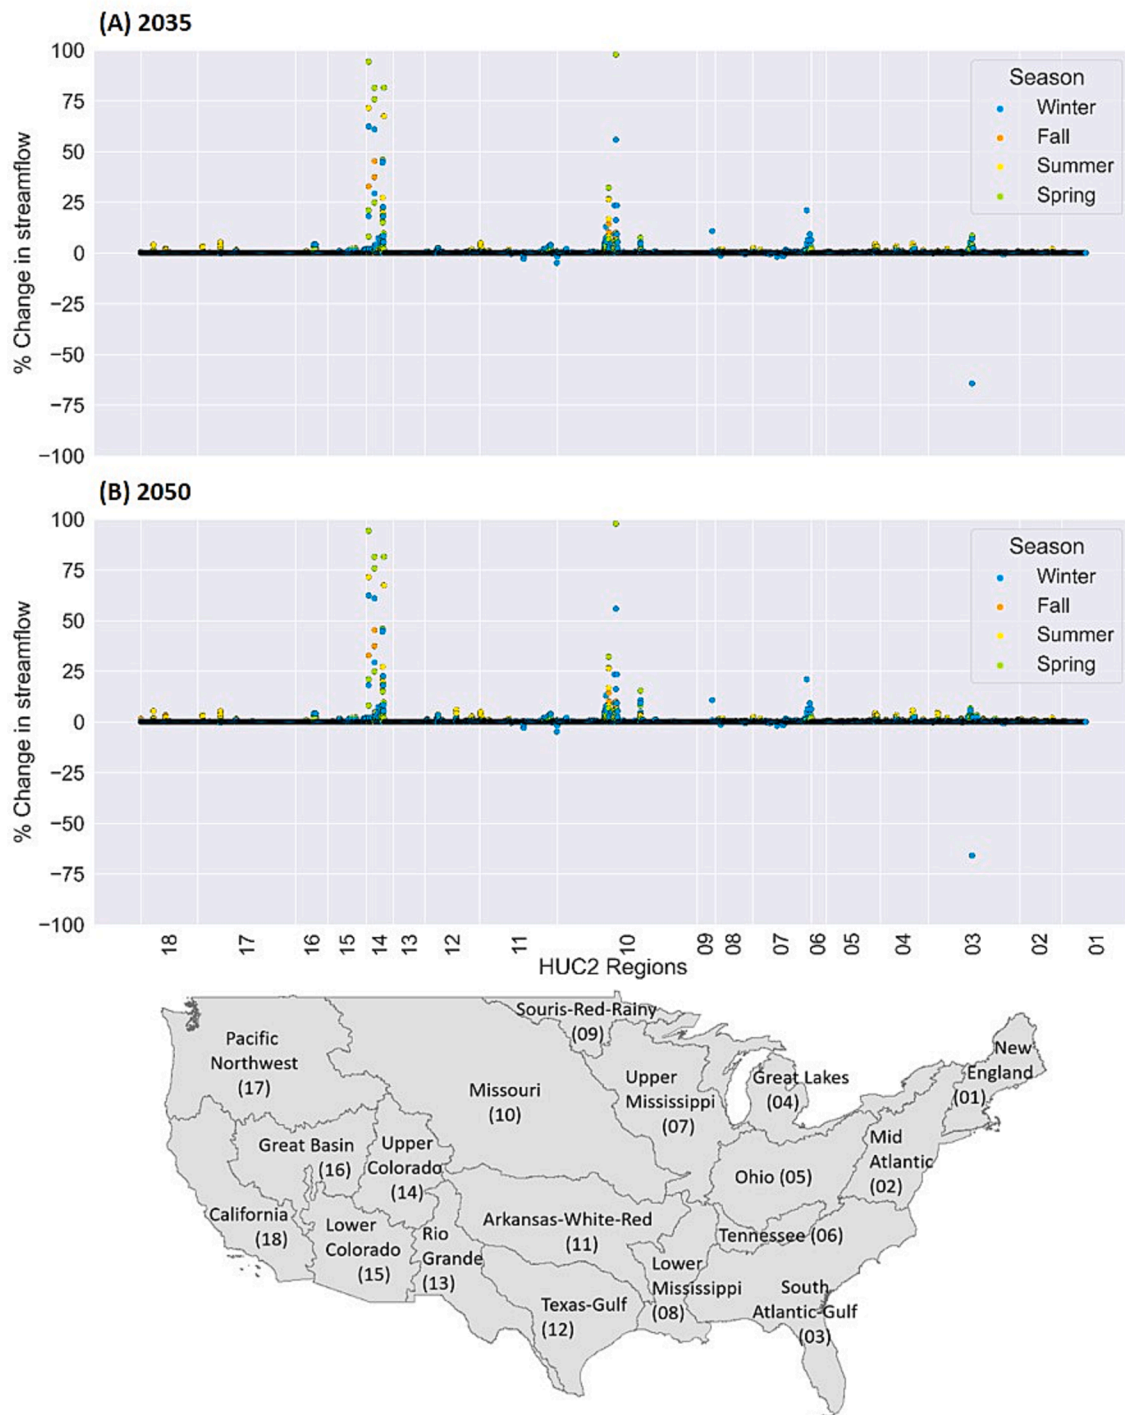 (A) 2035
% Change in streamflow
100
75
50
25
0
−25
−50
−75
−100
Season
Winter
Fall
Summer
Spring
(B) 2050
% Change in streamflow
100
75
50
25
0
−25
−50
−75
−100
Season
Winter
Fall
Summer
Spring
18 17 16 15 14 13 12 11 10 09 08 07 06 05 04 03 02 01
HUC2 Regions
Souris-Red-Rainy
(09)
Pacific
Northwest
(17)
Missouri
(10)
Upper
Mississippi
(07)
Great Lakes
(04)
New
England
(01)
Great Basin
(16)
Upper
Colorado
(14)
Ohio (05)
Mid
Atlantic
(02)
California
(18)
Lower
Colorado
(15)
Rio
Grande
(13)
Arkansas-White-Red
(11)
Tennessee (06)
Lower
Mississippi
(08)
South
Atlantic-Gulf
(03)
Texas-Gulf
(12)